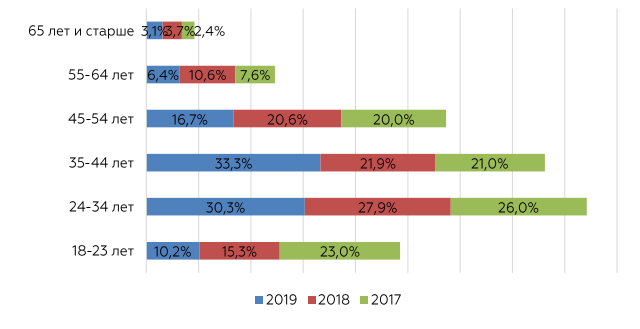 65 лет и старше 3,1% 3,7% 2,4%
55-64 лет 6,4% 10,6% 7,6%
45-54 лет 16,7% 20,6% 20,0%
35-44 лет 33,3% 21,9% 21,0%
24-34 лет 30,3% 27,9% 26,0%
18-23 лет 10,2% 15,3% 23,0%
2019 2018 2017